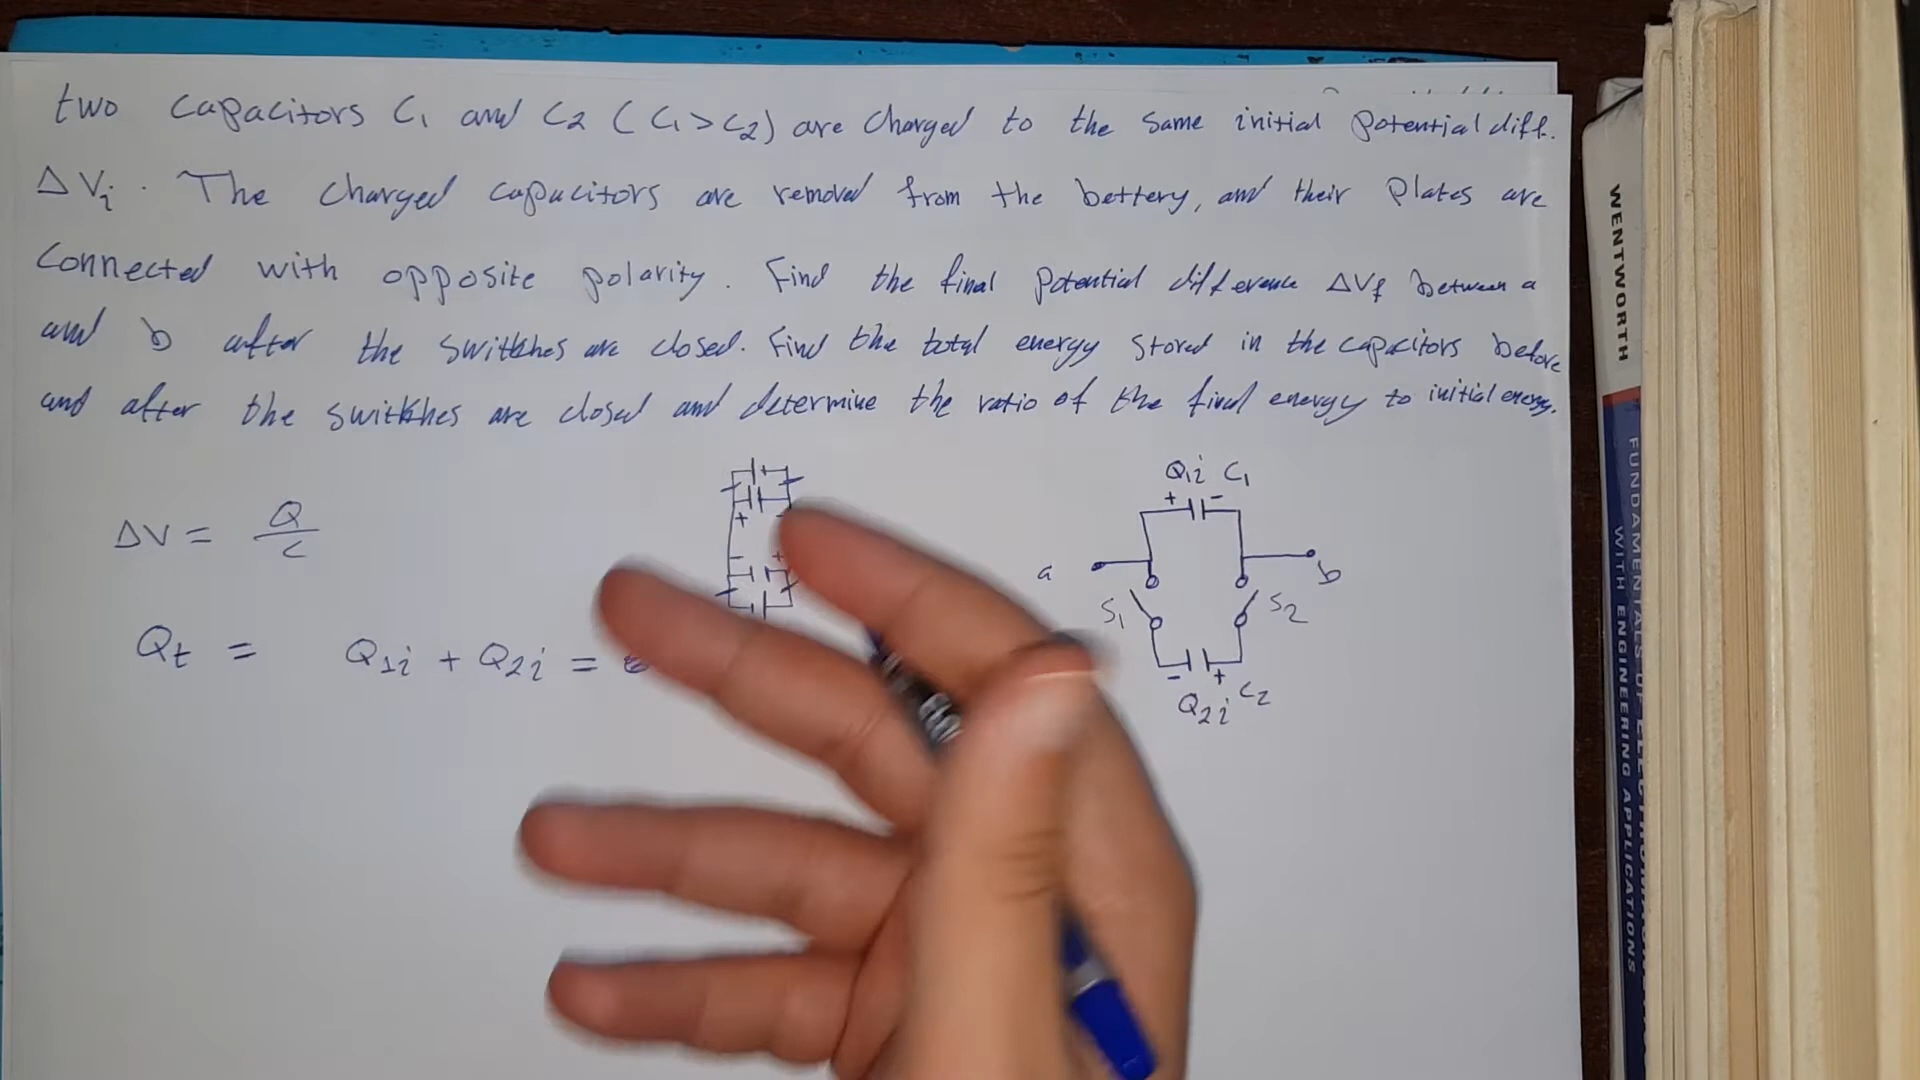 two capacitors C1 and C2 (C1 > C2) are charged to the same initial potential diff.
ΔVi. The charged capacitors are removed from the bettery, and their plates are
connected with opposite polarity. Find the final potential difference ΔVf between a
and b after the switches are closed. Find the total energy stored in the capacitors before
and after the switches are closed and determine the ratio of the final energy to initial energy.
ΔV = Q/C
Qt = Q1i + Q2i =
+
-
+
Q1i C1
+ -
a
b
S1
S2
- +
Q2i C2
WENTWORTH
FUNDAMENTALS OF ELECTROMAGNETICS
WITH ENGINEERING APPLICATIONS